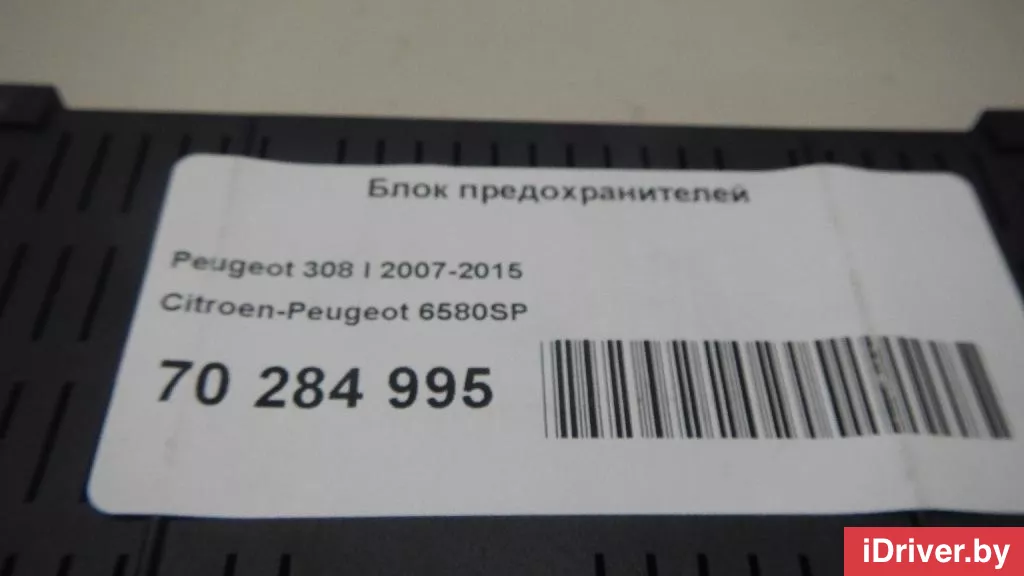 Блок предохранителей
Peugeot 308 I 2007-2015
Citroen-Peugeot 6580SP
70 284 995
iDriver.by